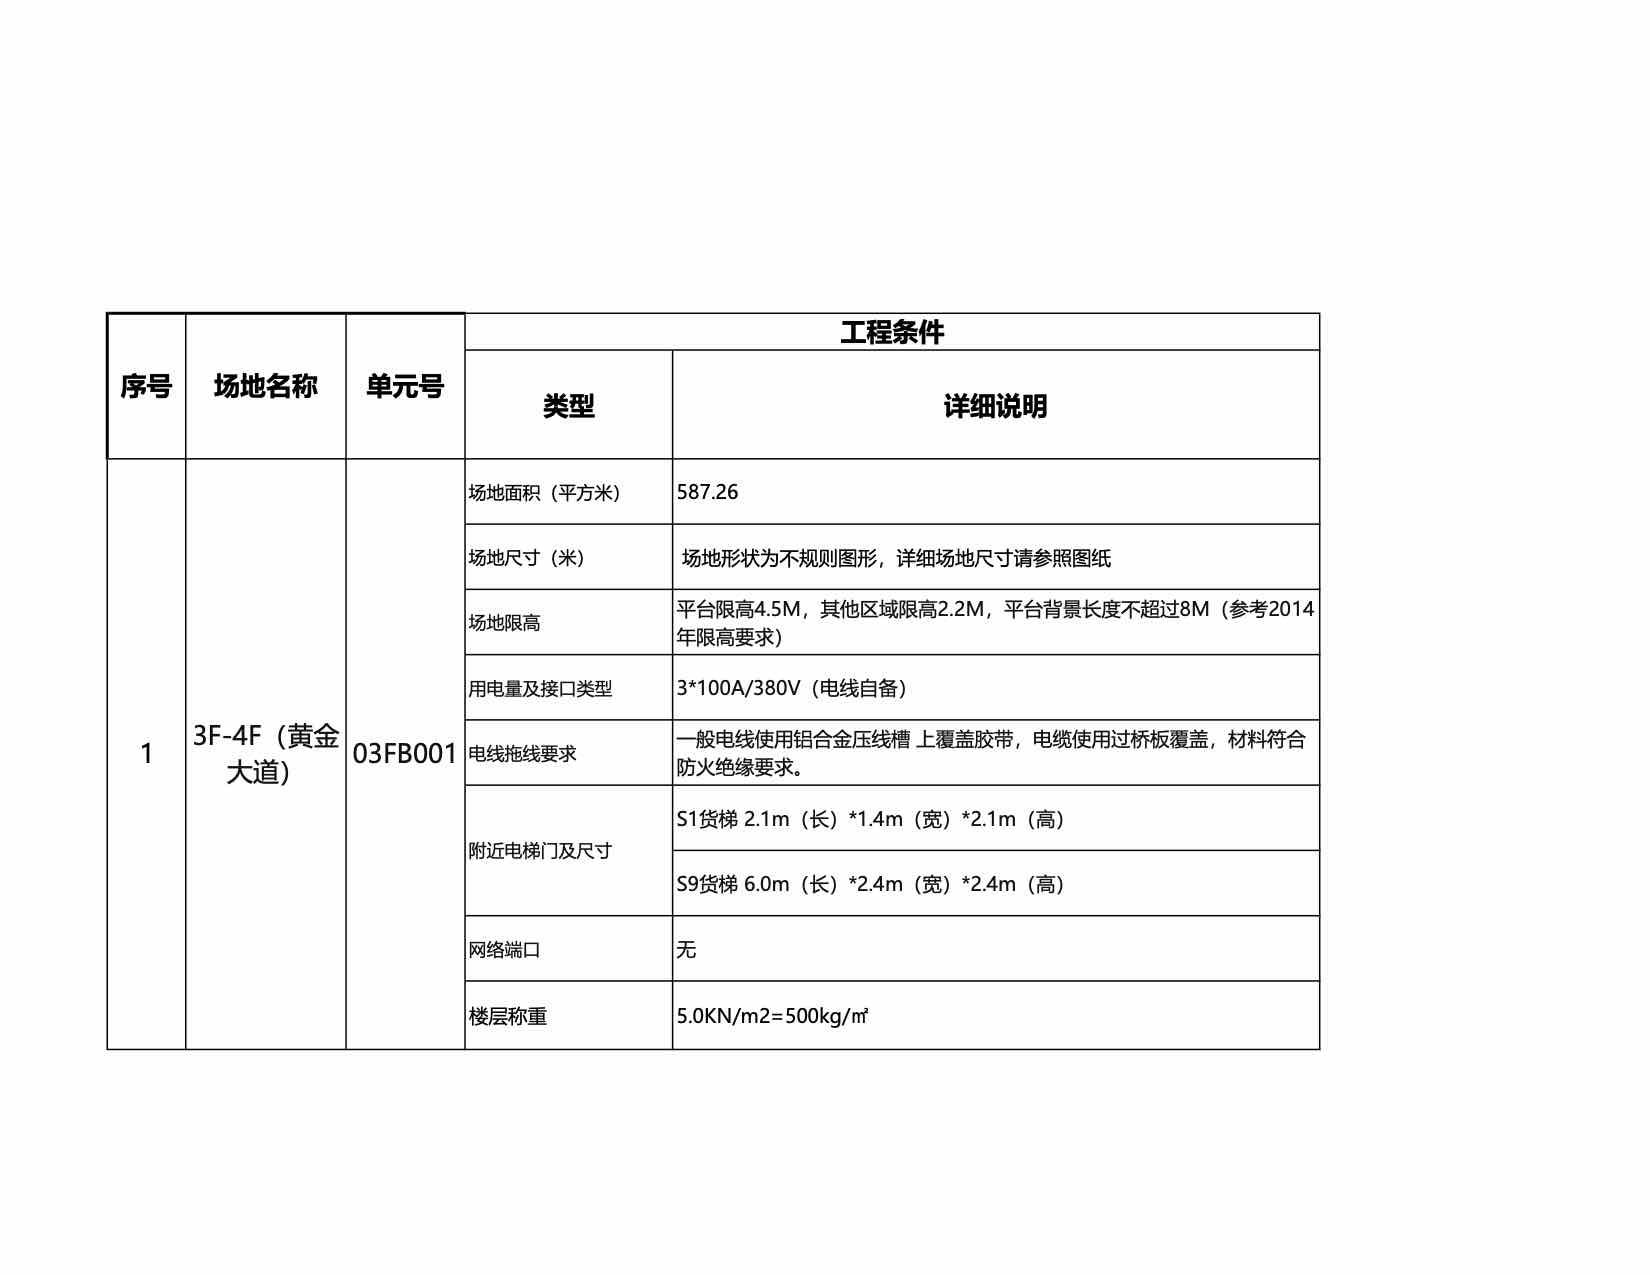 工程条件
序号
场地名称
单元号
类型
详细说明
场地面积（平方米）
587.26
场地尺寸（米）
场地形状为不规则图形，详细场地尺寸请参照图纸
场地限高
平台限高4.5M，其他区域限高2.2M，平台背景长度不超过8M（参考2014
年限高要求）
用电量及接口类型
3*100A/380V（电线自备）
1
3F-4F（黄金
大道）
03FB001
电线拖线要求
一般电线使用铝合金压线槽 上覆盖胶带，电缆使用过桥板覆盖，材料符合
防火绝缘要求。
附近电梯门及尺寸
S1货梯 2.1m（长）*1.4m（宽）*2.1m（高）
S9货梯 6.0m（长）*2.4m（宽）*2.4m（高）
网络端口
无
楼层称重
5.0KN/m2=500kg/㎡